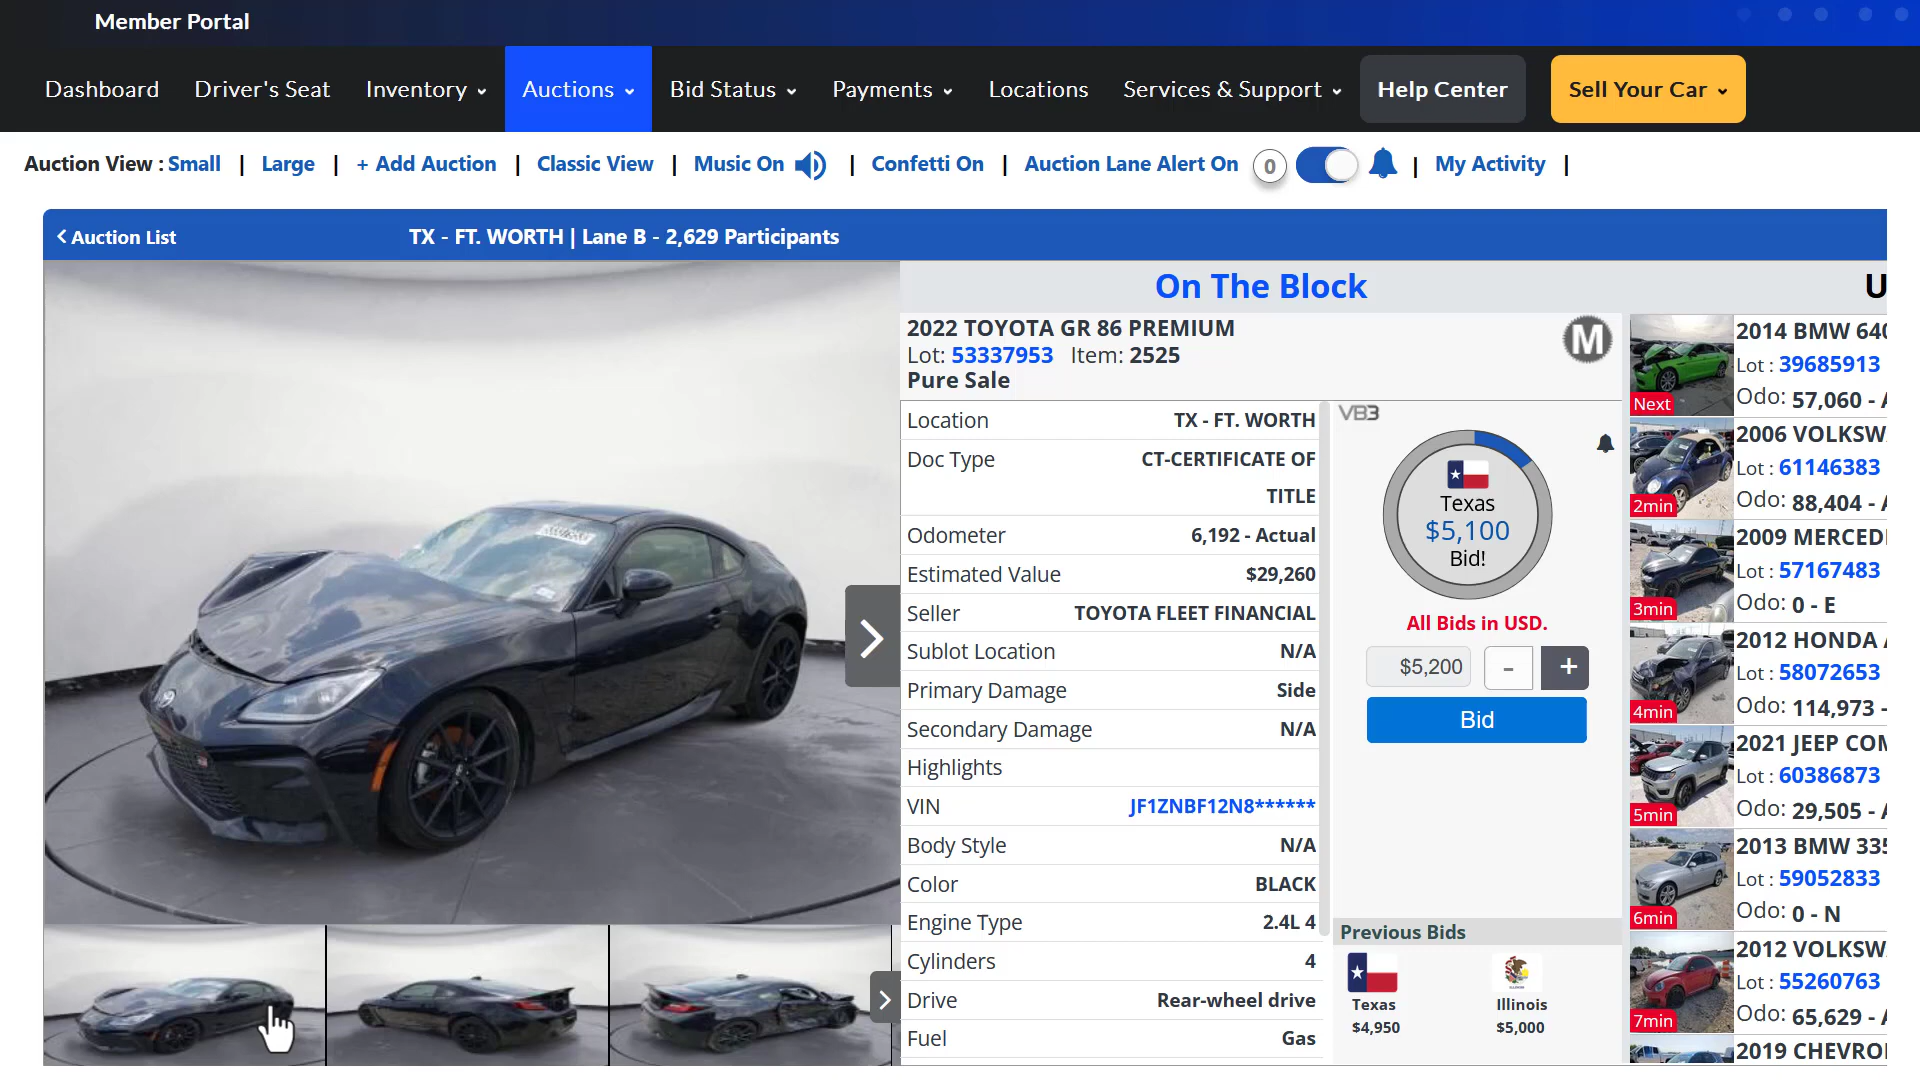 Member Portal
Dashboard Driver's Seat Inventory Auctions Bid Status Payments Locations Services & Support Help Center Sell Your Car
Auction View : Small | Large | + Add Auction | Classic View | Music On | Confetti On | Auction Lane Alert On 0 | My Activity |
Auction List TX - FT. WORTH | Lane B - 2,629 Participants
On The Block
2022 TOYOTA GR 86 PREMIUM
Lot: 53337953 Item: 2525
Pure Sale
M
Location TX - FT. WORTH
Doc Type CT-CERTIFICATE OF
TITLE
Odometer 6,192 - Actual
Estimated Value $29,260
Seller TOYOTA FLEET FINANCIAL
Sublot Location N/A
Primary Damage Side
Secondary Damage N/A
Highlights
VIN JF1ZNBF12N8******
Body Style N/A
Color BLACK
Engine Type 2.4L 4
Cylinders 4
Drive Rear-wheel drive
Fuel Gas
VB3
Texas
$5,100
Bid!
All Bids in USD.
$5,200 - +
Bid
Previous Bids
Texas
$4,950
Illinois
$5,000
U
2014 BMW 640
Lot : 39685913
Odo: 57,060 - A
Next
2006 VOLKSW
Lot : 61146383
Odo: 88,404 - A
2min
2009 MERCED
Lot : 57167483
Odo: 0 - E
3min
2012 HONDA A
Lot : 58072653
Odo: 114,973 -
4min
2021 JEEP COM
Lot : 60386873
Odo: 29,505 - A
5min
2013 BMW 335
Lot : 59052833
Odo: 0 - N
6min
2012 VOLKSW
Lot : 55260763
Odo: 65,629 - A
7min
2019 CHEVROL